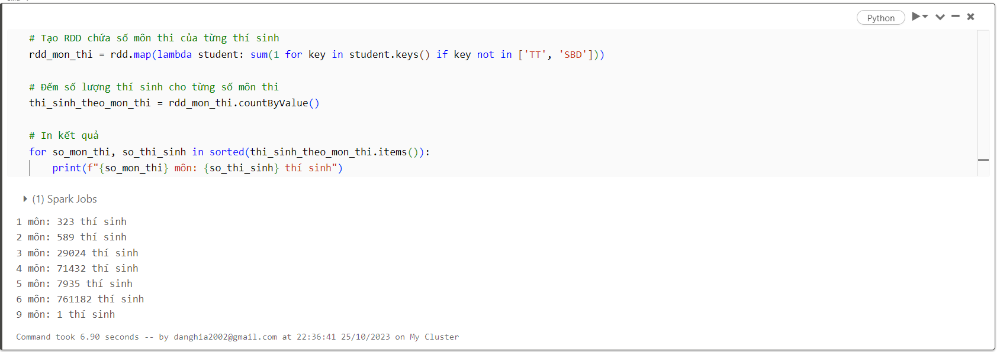 Python
# Tạo RDD chứa số môn thi của từng thí sinh
rdd_mon_thi = rdd.map(lambda student: sum(1 for key in student.keys() if key not in ['TT', 'SBD']))
# Đếm số lượng thí sinh cho từng số môn thi
thi_sinh_theo_mon_thi = rdd_mon_thi.countByValue()
# In kết quả
for so_mon_thi, so_thi_sinh in sorted(thi_sinh_theo_mon_thi.items()):
    print(f"{so_mon_thi} môn: {so_thi_sinh} thí sinh")
(1) Spark Jobs
1 môn: 323 thí sinh
2 môn: 589 thí sinh
3 môn: 29024 thí sinh
4 môn: 71432 thí sinh
5 môn: 7935 thí sinh
6 môn: 761182 thí sinh
9 môn: 1 thí sinh
Command took 6.90 seconds -- by danghia2002@gmail.com at 22:36:41 25/10/2023 on My Cluster